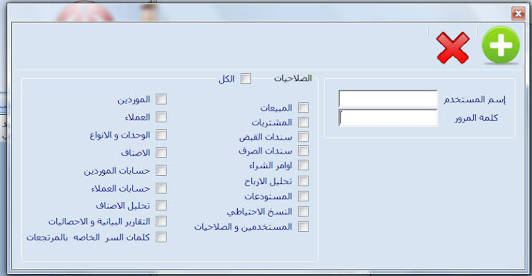 إسم المستخدم
كلمة المرور
الصلاحيات
الكل
المبيعات
المشتريات
سندات القبض
سندات الصرف
اوامر الشراء
تحليل الارباح
المستودعات
النسخ الاحتياطي
المستخدمين و الصلاحيات
الموردين
العملاء
الوحدات و الانواع
الاصناف
حسابات الموردين
حسابات العملاء
تحليل الاصناف
التقارير البيانية و الاحصائيات
كلمات السر الخاصه بالمرتجعات